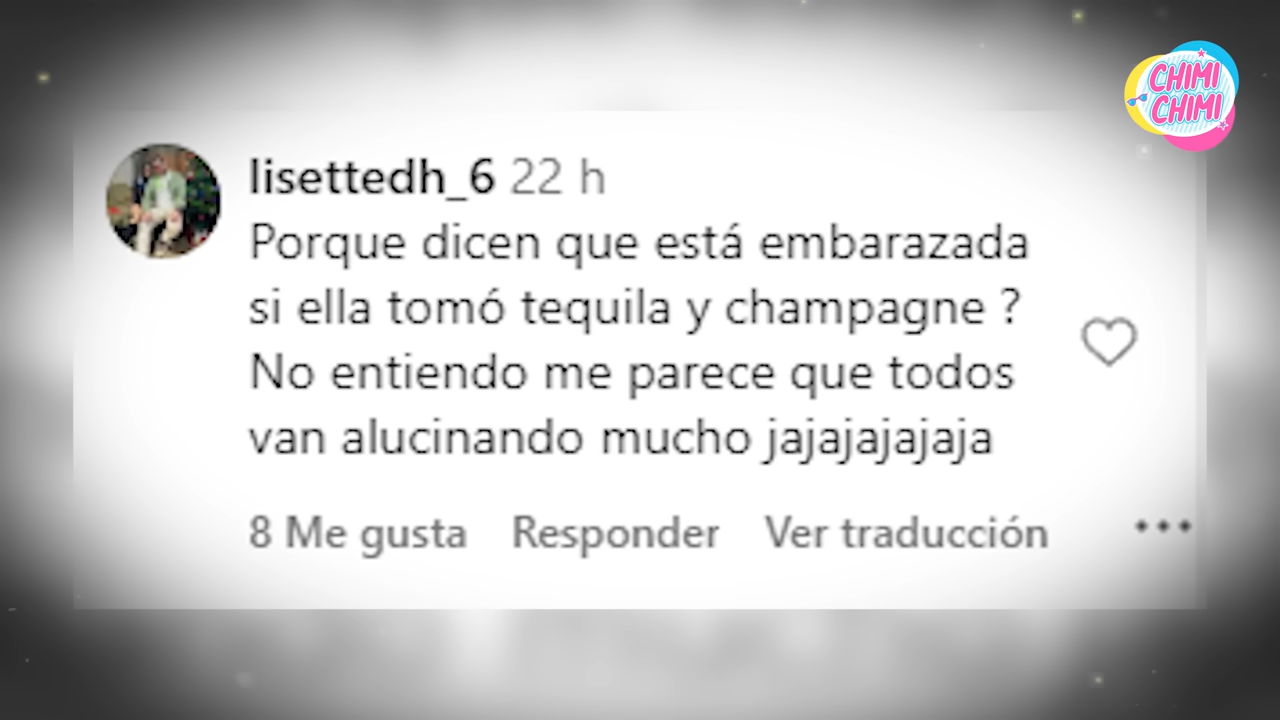 CHIMI
CHIMI
lisettedh_6 22 h
Porque dicen que está embarazada
si ella tomó tequila y champagne ?
No entiendo me parece que todos
van alucinando mucho jajajajajaja
8 Me gusta Responder Ver traducción